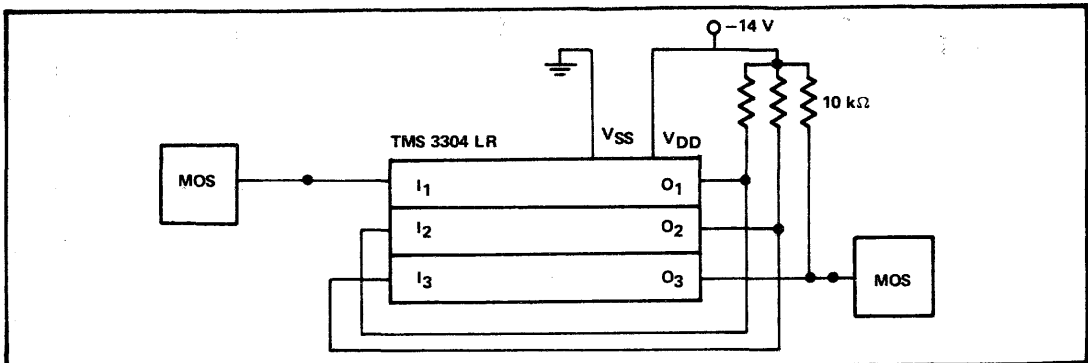 −14 V
10 kΩ
VSS
VDD
TMS 3304 LR
MOS
I1
O1
I2
O2
I3
O3
MOS